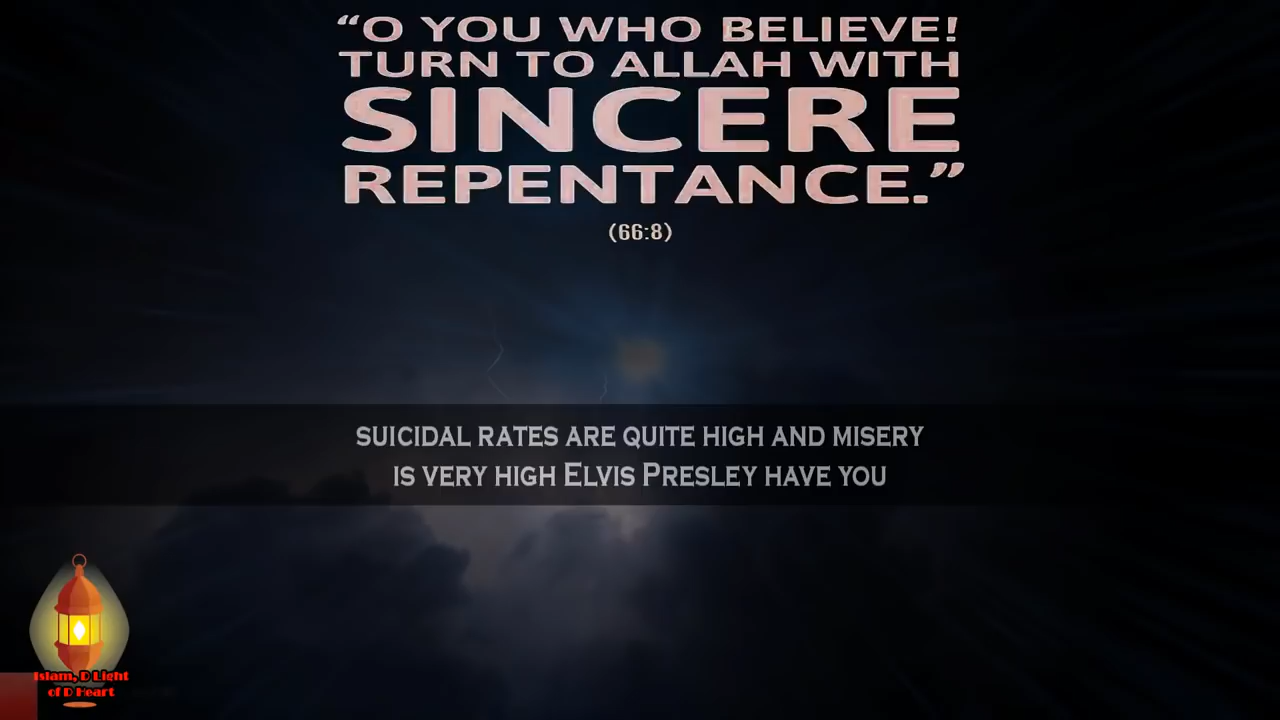 “O YOU WHO BELIEVE!
TURN TO ALLAH WITH
SINCERE
REPENTANCE.”
(66:8)
SUICIDAL RATES ARE QUITE HIGH AND MISERY
IS VERY HIGH ELVIS PRESLEY HAVE YOU
Islam, D Light
of D Heart